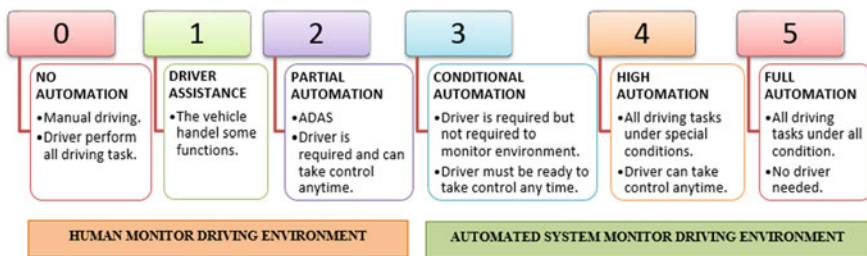 0
NO
AUTOMATION
•Manual driving.
•Driver perform
all driving task.
1
DRIVER
ASSISTANCE
•The vehicle
handel some
functions.
2
PARTIAL
AUTOMATION
•ADAS
•Driver is
required and can
take control
anytime.
3
CONDITIONAL
AUTOMATION
•Driver is required but
not required to
monitor environment.
•Driver must be ready to
take control any time.
4
HIGH
AUTOMATION
•All driving tasks
under special
conditions.
•Driver can take
control anytime.
5
FULL
AUTOMATION
•All driving
tasks under all
condition.
•No driver
needed.
HUMAN MONITOR DRIVING ENVIRONMENT
AUTOMATED SYSTEM MONITOR DRIVING ENVIRONMENT